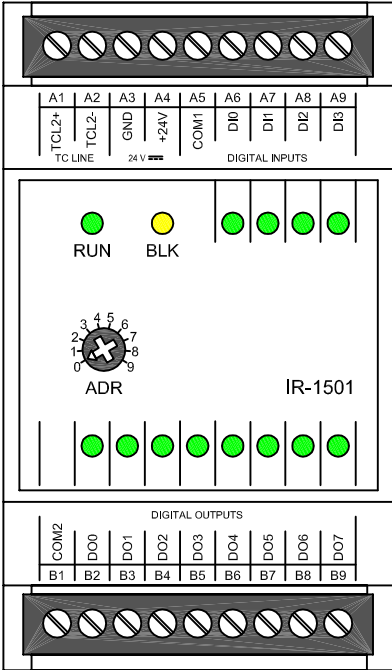 A1 A2 A3 A4 A5 A6 A7 A8 A9
TCL2+ TCL2- GND +24V COM1 DI0 DI1 DI2 DI3
TC LINE 24 V DIGITAL INPUTS
RUN BLK
0 1 2 3 4 5 6 7 8 9
ADR
IR-1501
DIGITAL OUTPUTS
COM2 DO0 DO1 DO2 DO3 DO4 DO5 DO6 DO7
B1 B2 B3 B4 B5 B6 B7 B8 B9